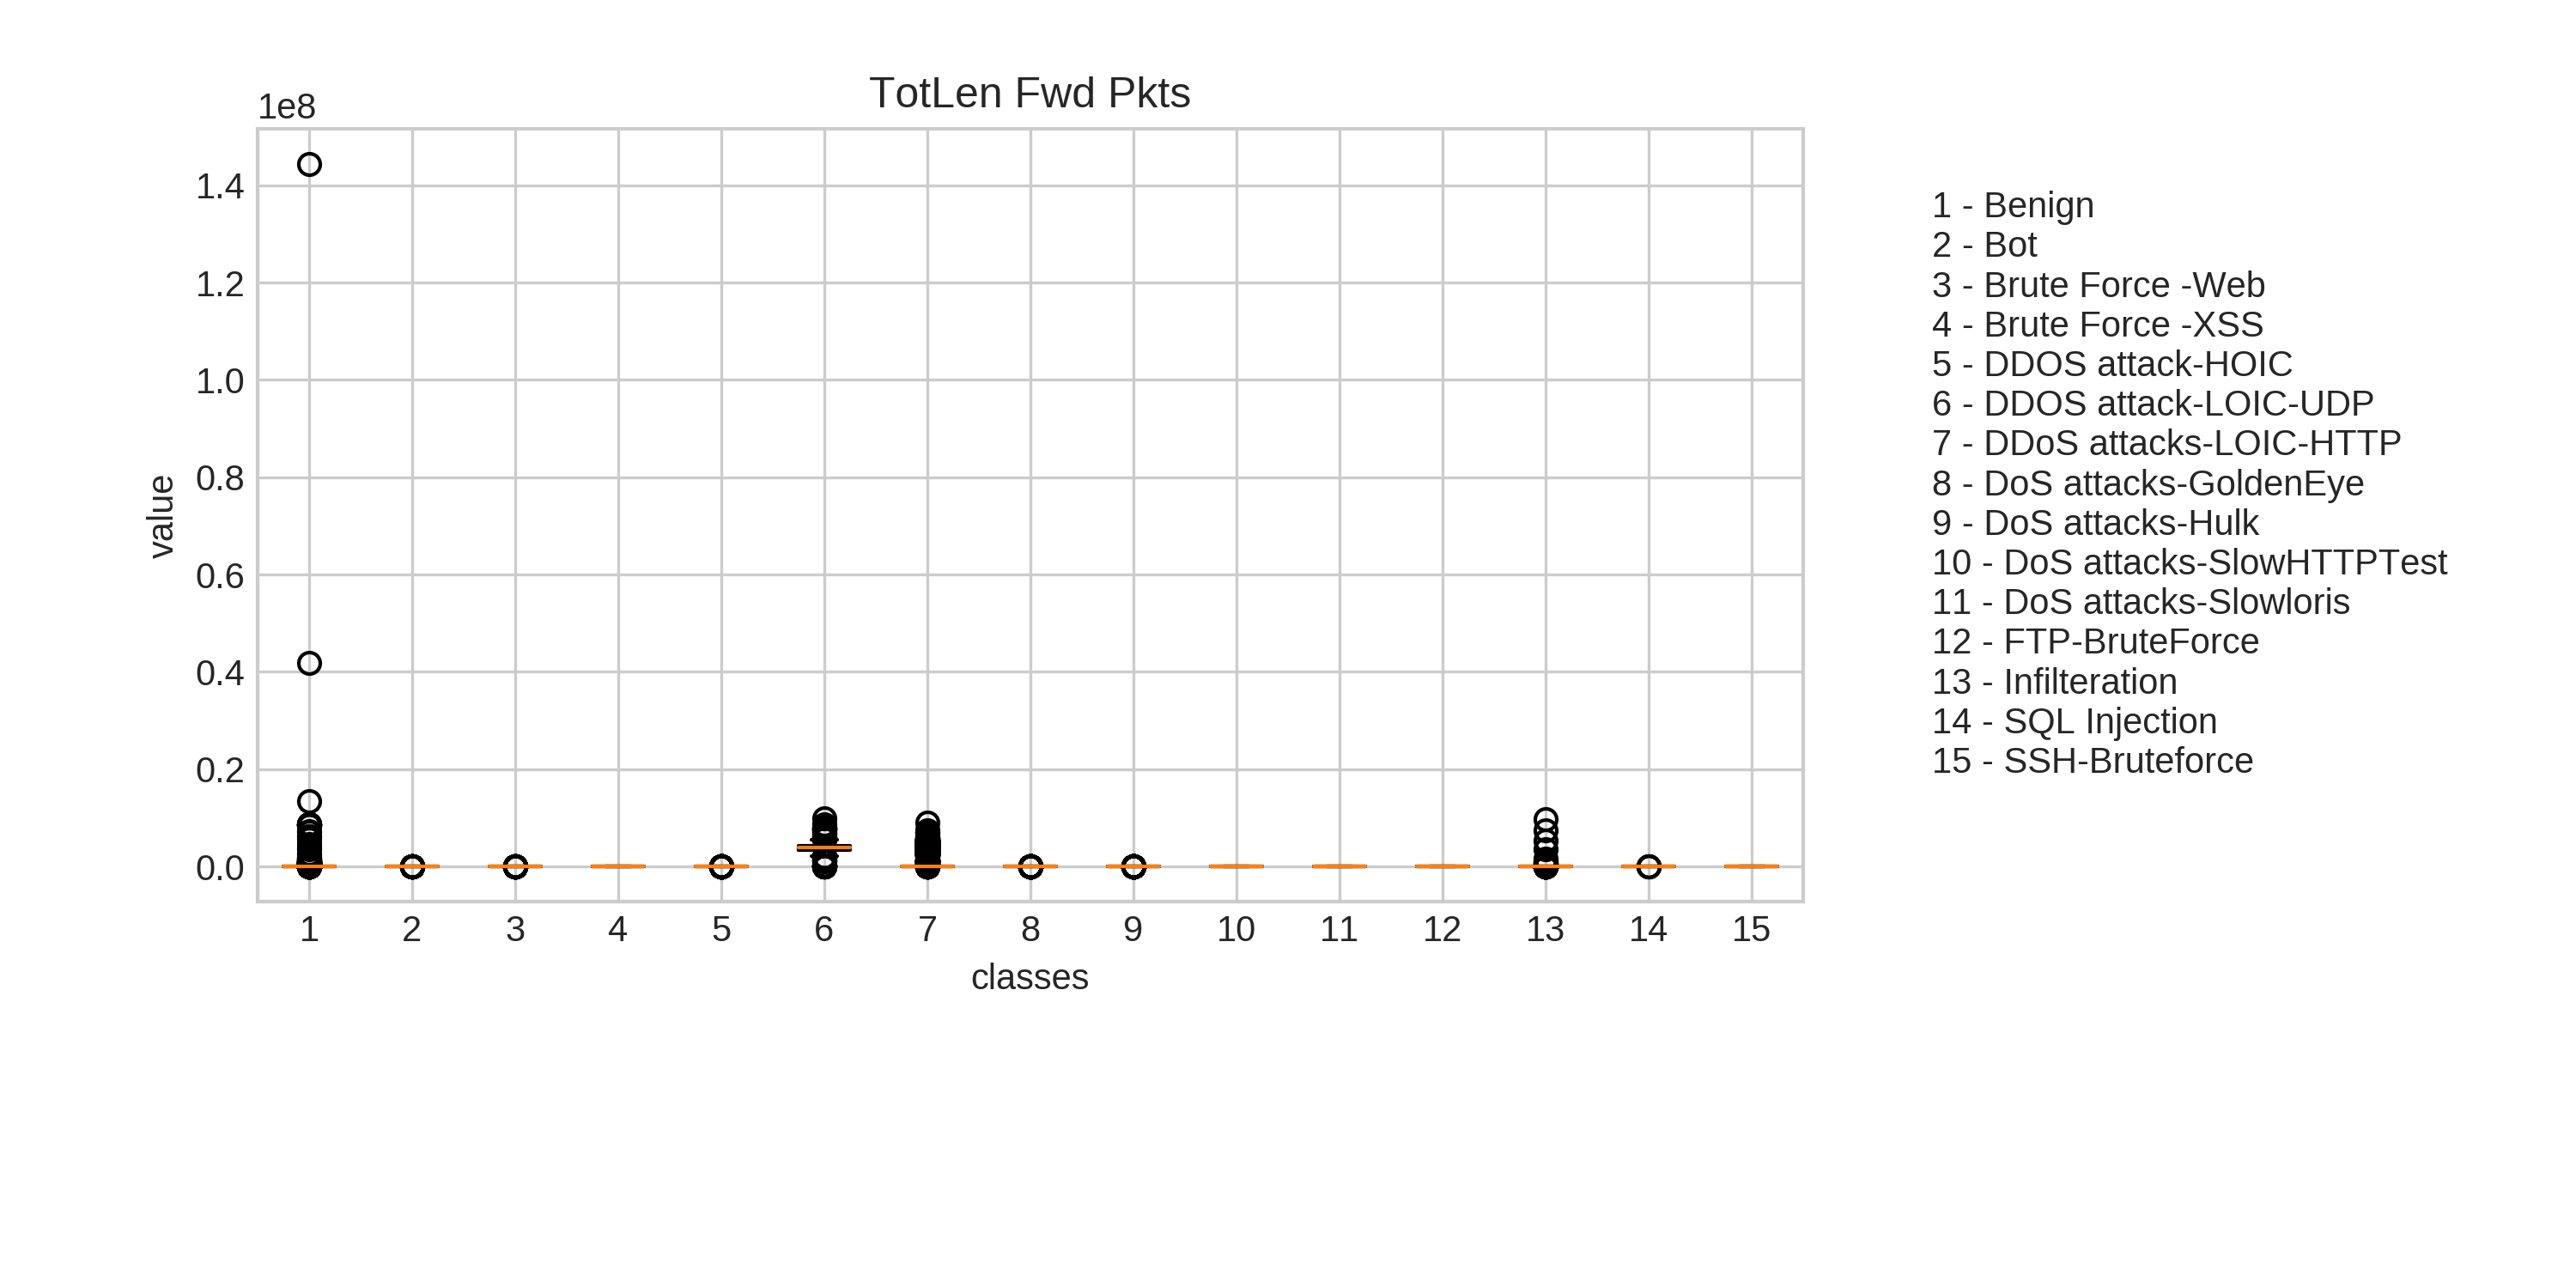 TotLen Fwd Pkts
1e8
1.4
1.2
1.0
0.8
0.6
0.4
0.2
0.0
value
1 2 3 4 5 6 7 8 9 10 11 12 13 14 15
classes
1 - Benign
2 - Bot
3 - Brute Force -Web
4 - Brute Force -XSS
5 - DDOS attack-HOIC
6 - DDOS attack-LOIC-UDP
7 - DDoS attacks-LOIC-HTTP
8 - DoS attacks-GoldenEye
9 - DoS attacks-Hulk
10 - DoS attacks-SlowHTTPTest
11 - DoS attacks-Slowloris
12 - FTP-BruteForce
13 - Infilteration
14 - SQL Injection
15 - SSH-Bruteforce